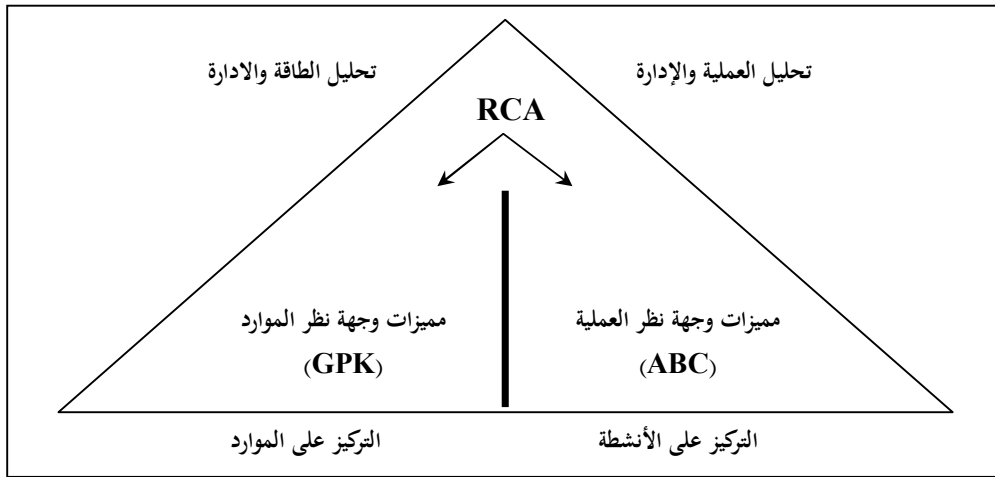 تحليل العملية والإدارة
تحليل الطاقة والادارة
RCA
مميزات وجهة نظر العملية
(ABC)
مميزات وجهة نظر الموارد
(GPK)
التركيز على الأنشطة
التركيز على الموارد